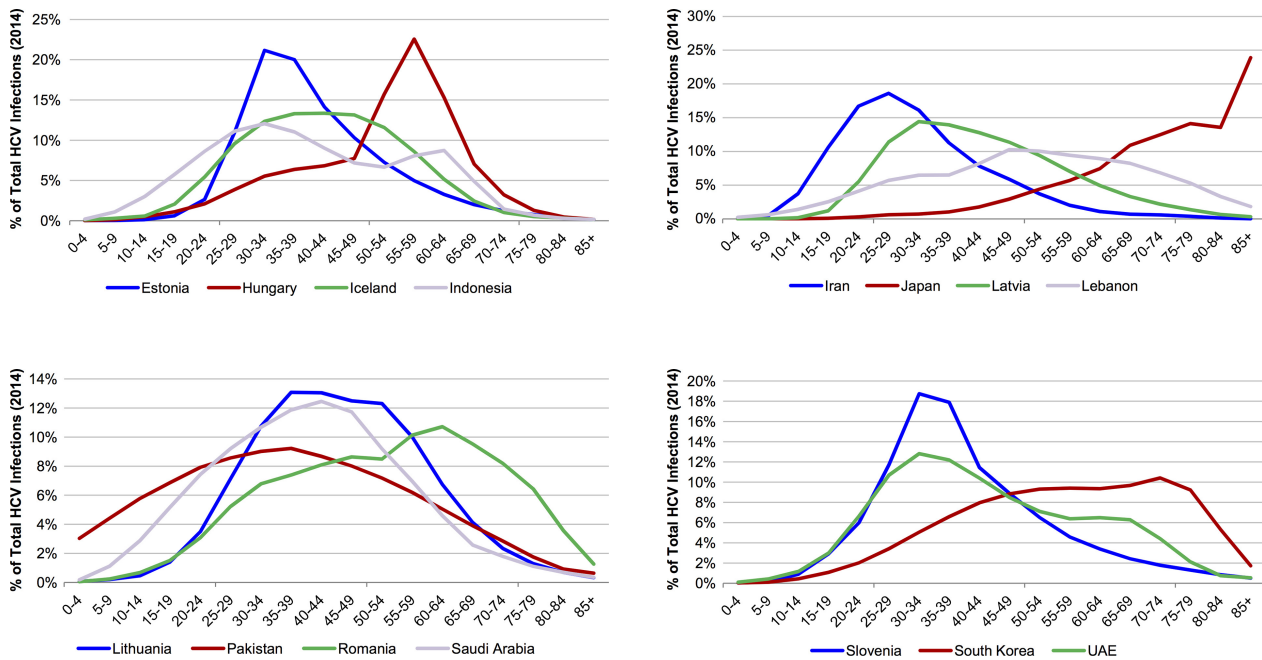 % of Total HCV Infections (2014)
25%
20%
15%
10%
5%
0%
0-4 5-9 10-14 15-19 20-24 25-29 30-34 35-39 40-44 45-49 50-54 55-59 60-64 65-69 70-74 75-79 80-84 85+
Estonia Hungary Iceland Indonesia
% of Total HCV Infections (2014)
30%
25%
20%
15%
10%
5%
0%
0-4 5-9 10-14 15-19 20-24 25-29 30-34 35-39 40-44 45-49 50-54 55-59 60-64 65-69 70-74 75-79 80-84 85+
Iran Japan Latvia Lebanon
% of Total HCV Infections (2014)
14%
12%
10%
8%
6%
4%
2%
0%
0-4 5-9 10-14 15-19 20-24 25-29 30-34 35-39 40-44 45-49 50-54 55-59 60-64 65-69 70-74 75-79 80-84 85+
Lithuania Pakistan Romania Saudi Arabia
% of Total HCV Infections (2014)
20%
18%
16%
14%
12%
10%
8%
6%
4%
2%
0%
0-4 5-9 10-14 15-19 20-24 25-29 30-34 35-39 40-44 45-49 50-54 55-59 60-64 65-69 70-74 75-79 80-84 85+
Slovenia South Korea UAE